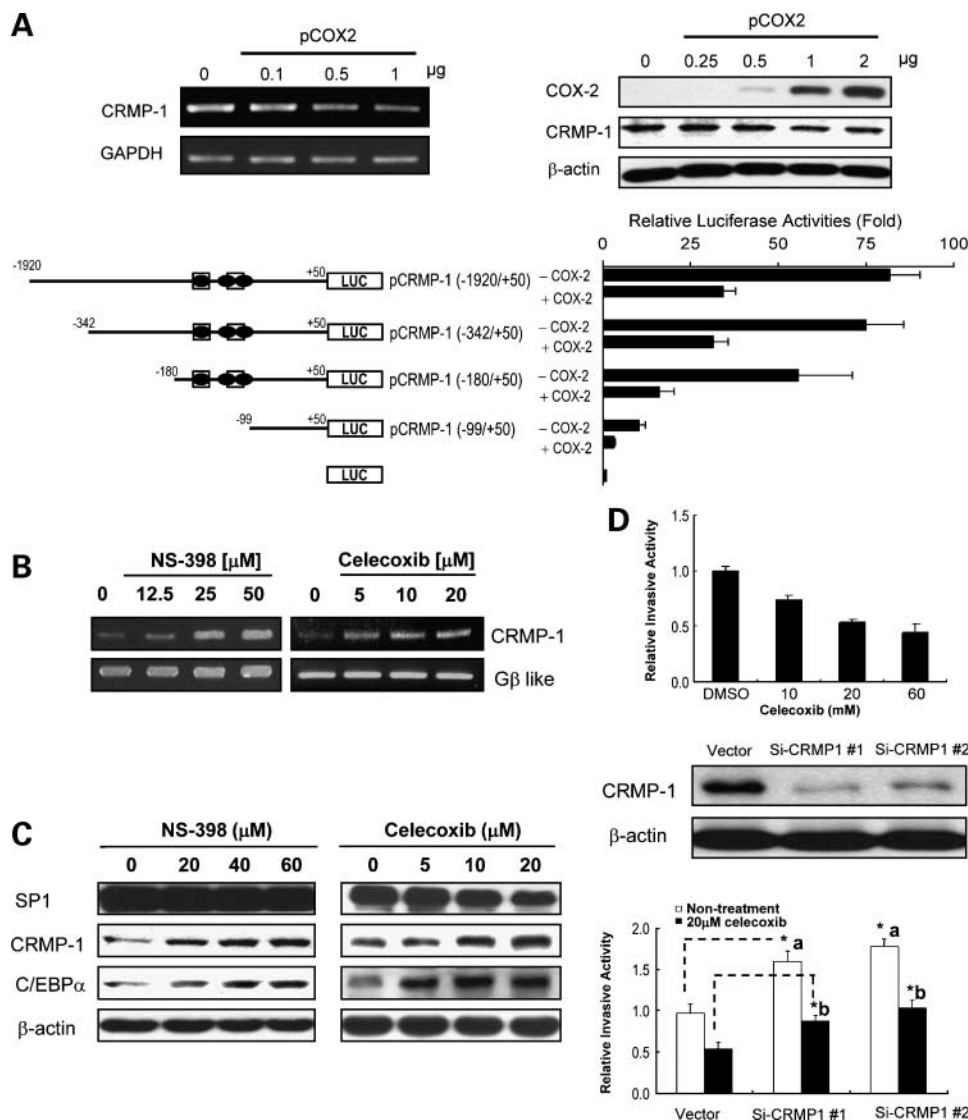 A
pCOX2
0 0.1 0.5 1 μg
CRMP-1
GAPDH
pCOX2
0 0.25 0.5 1 2 μg
COX-2
CRMP-1
β-actin
Relative Luciferase Activities (Fold)
0 25 50 75 100
-1920 +50 LUC pCRMP-1 (-1920/+50) – COX-2
+ COX-2
-342 +50 LUC pCRMP-1 (-342/+50) – COX-2
+ COX-2
-180 +50 LUC pCRMP-1 (-180/+50) – COX-2
+ COX-2
-99 +50 LUC pCRMP-1 (-99/+50) – COX-2
+ COX-2
LUC
B
NS-398 [μM]
0 12.5 25 50
Celecoxib [μM]
0 5 10 20
CRMP-1
Gβ like
C
NS-398 (μM)
0 20 40 60
Celecoxib (μM)
0 5 10 20
SP1
CRMP-1
C/EBPα
β-actin
D
Relative Invasive Activity
1.5
1.0
0.5
0.0
DMSO 10 20 60
Celecoxib (mM)
Vector Si-CRMP1 #1 Si-CRMP1 #2
CRMP-1
β-actin
Non-treatment
20μM celecoxib
Relative Invasive Activity
2.0
1.5
1.0
0.5
0.0
* a
* a
*b
*b
Vector Si-CRMP1 #1 Si-CRMP1 #2